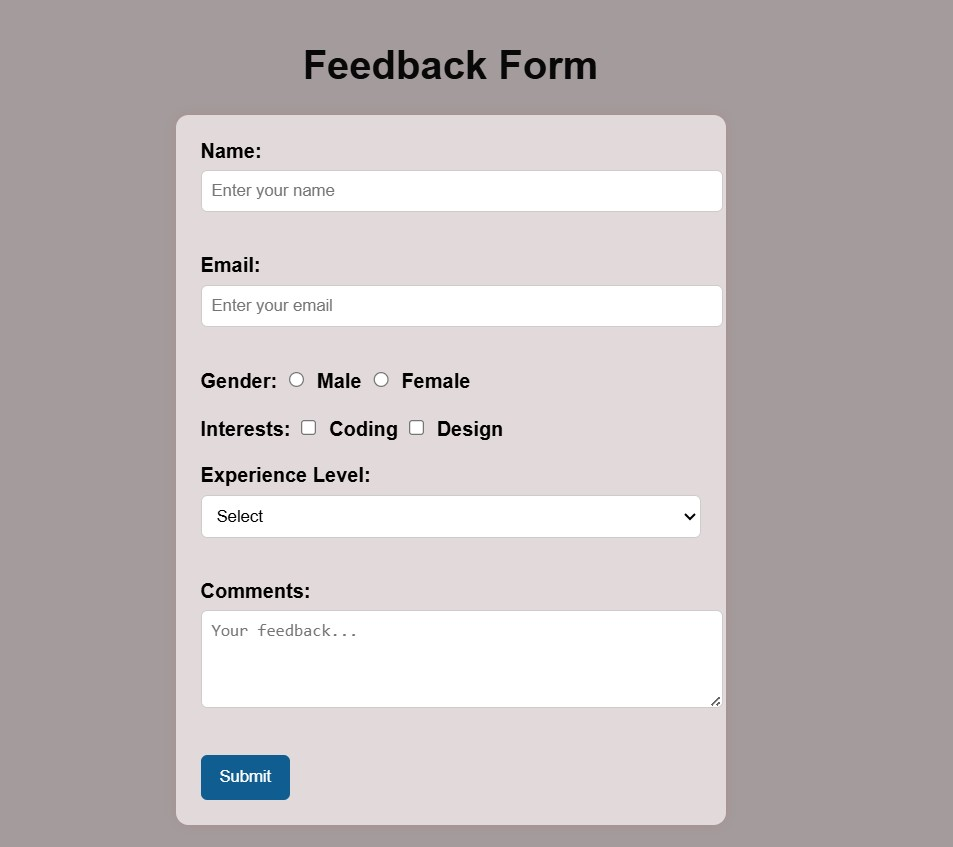 Feedback Form
Name:
Enter your name
Email:
Enter your email
Gender: Male Female
Interests: Coding Design
Experience Level:
Select
Comments:
Your feedback...
Submit